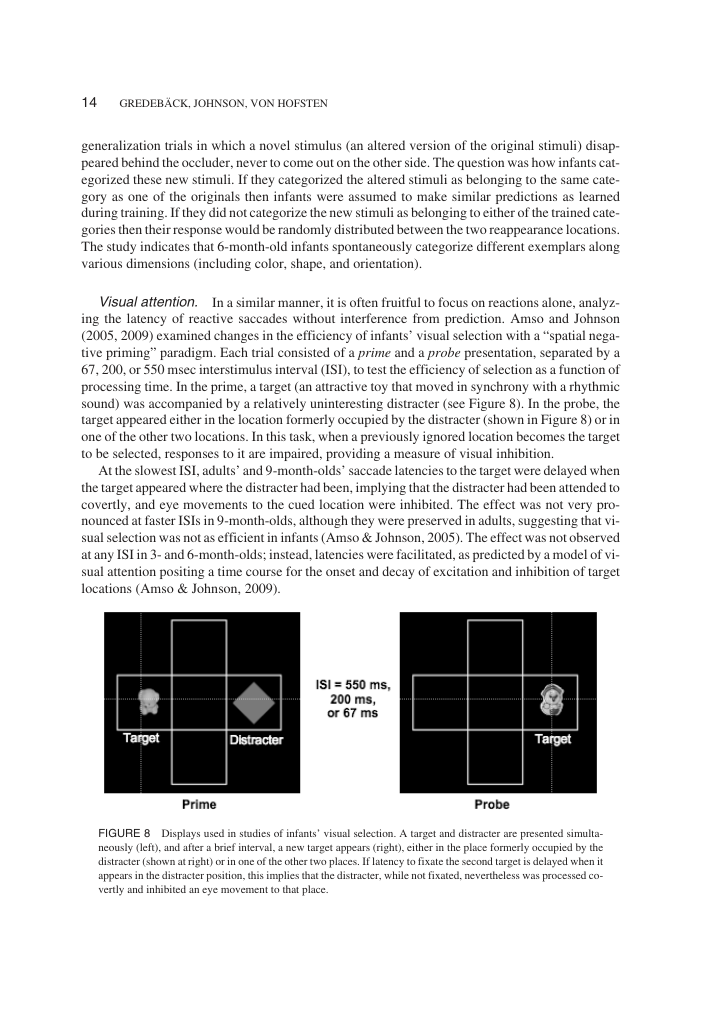 14 GREDEBÄCK, JOHNSON, VON HOFSTEN
generalization trials in which a novel stimulus (an altered version of the original stimuli) disap-
peared behind the occluder, never to come out on the other side. The question was how infants cat-
egorized these new stimuli. If they categorized the altered stimuli as belonging to the same cate-
gory as one of the originals then infants were assumed to make similar predictions as learned
during training. If they did not categorize the new stimuli as belonging to either of the trained cate-
gories then their response would be randomly distributed between the two reappearance locations.
The study indicates that 6-month-old infants spontaneously categorize different exemplars along
various dimensions (including color, shape, and orientation).
Visual attention. In a similar manner, it is often fruitful to focus on reactions alone, analyz-
ing the latency of reactive saccades without interference from prediction. Amso and Johnson
(2005, 2009) examined changes in the efficiency of infants' visual selection with a “spatial nega-
tive priming” paradigm. Each trial consisted of a prime and a probe presentation, separated by a
67, 200, or 550 msec interstimulus interval (ISI), to test the efficiency of selection as a function of
processing time. In the prime, a target (an attractive toy that moved in synchrony with a rhythmic
sound) was accompanied by a relatively uninteresting distracter (see Figure 8). In the probe, the
target appeared either in the location formerly occupied by the distracter (shown in Figure 8) or in
one of the other two locations. In this task, when a previously ignored location becomes the target
to be selected, responses to it are impaired, providing a measure of visual inhibition.
At the slowest ISI, adults' and 9-month-olds' saccade latencies to the target were delayed when
the target appeared where the distracter had been, implying that the distracter had been attended to
covertly, and eye movements to the cued location were inhibited. The effect was not very pro-
nounced at faster ISIs in 9-month-olds, although they were preserved in adults, suggesting that vi-
sual selection was not as efficient in infants (Amso & Johnson, 2005). The effect was not observed
at any ISI in 3- and 6-month-olds; instead, latencies were facilitated, as predicted by a model of vi-
sual attention positing a time course for the onset and decay of excitation and inhibition of target
locations (Amso & Johnson, 2009).
Target Distracter
Prime
ISI = 550 ms,
200 ms,
or 67 ms
Target
Probe
FIGURE 8 Displays used in studies of infants' visual selection. A target and distracter are presented simulta-
neously (left), and after a brief interval, a new target appears (right), either in the place formerly occupied by the
distracter (shown at right) or in one of the other two places. If latency to fixate the second target is delayed when it
appears in the distracter position, this implies that the distracter, while not fixated, nevertheless was processed co-
vertly and inhibited an eye movement to that place.